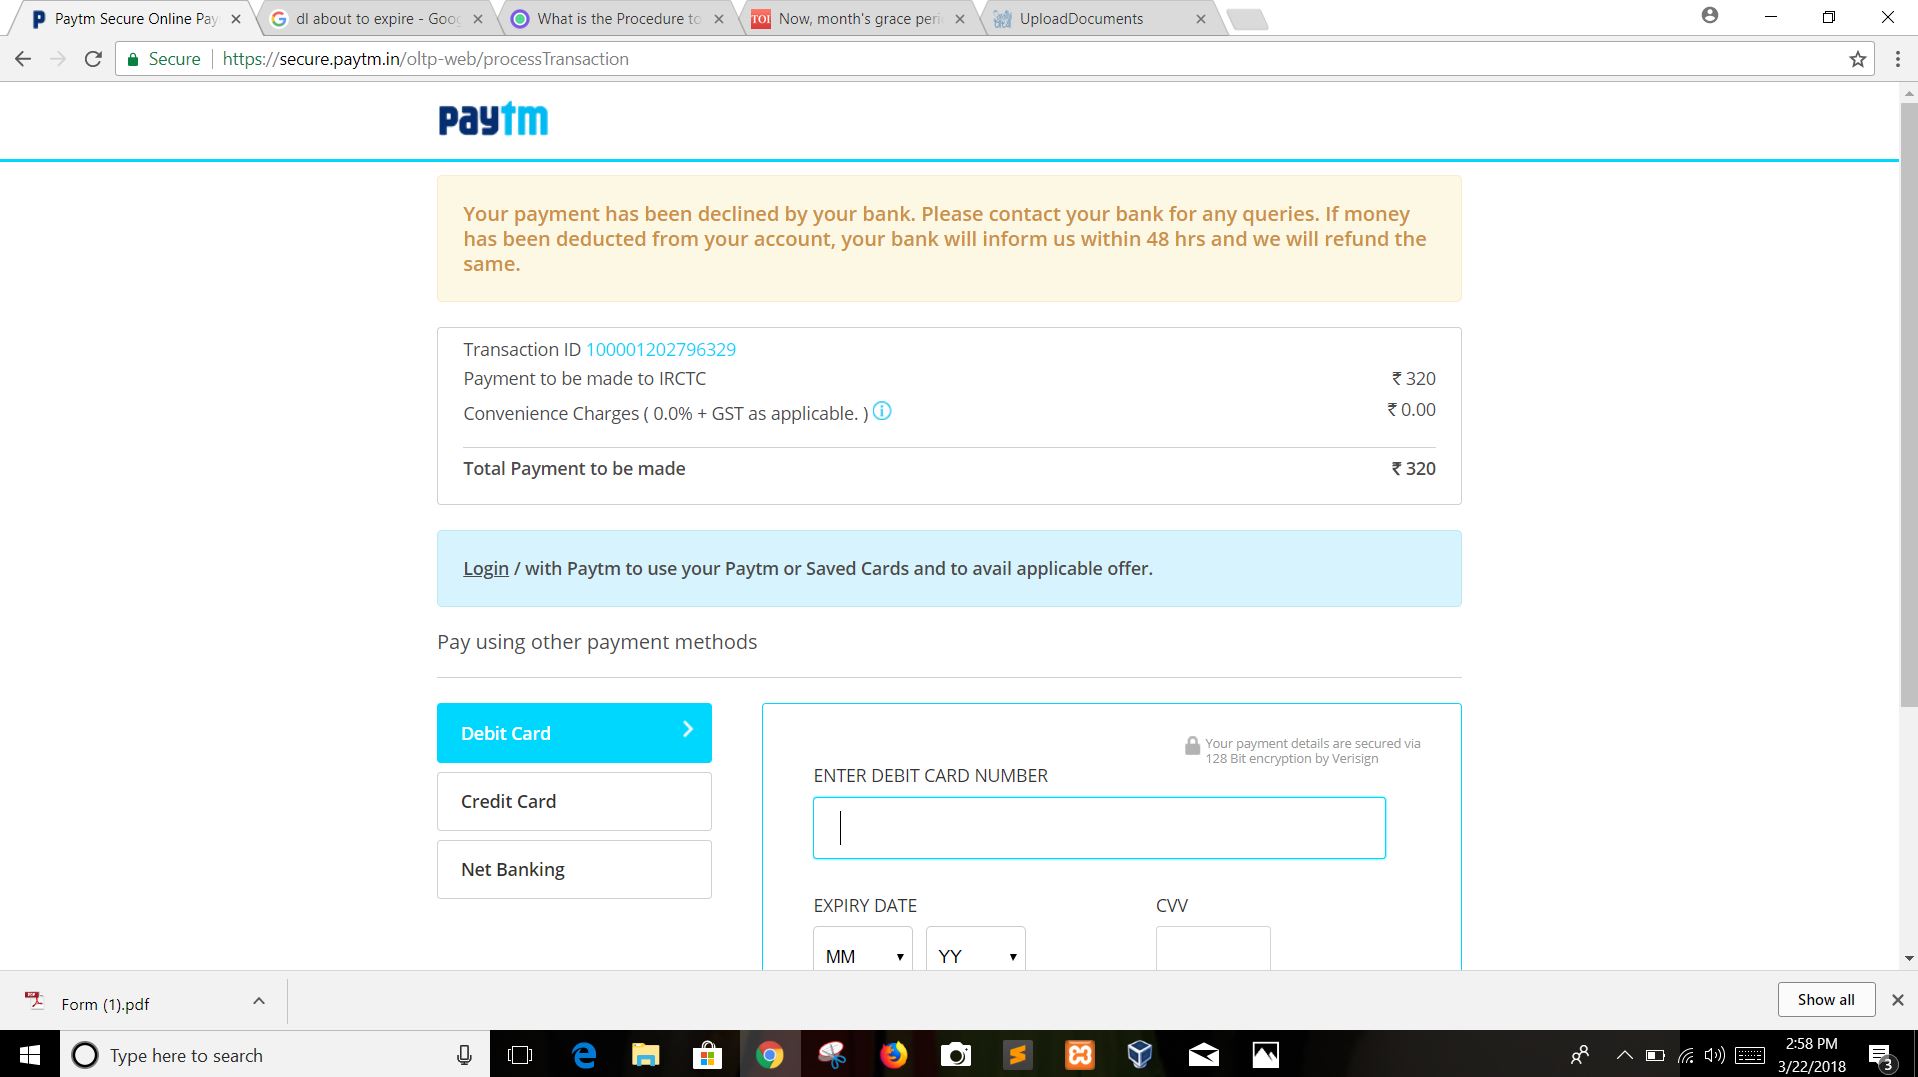 Paytm Secure Online Pay
dl about to expire - Goog
What is the Procedure to
TOI Now, month's grace peri
UploadDocuments
Secure https://secure.paytm.in/oltp-web/processTransaction
paytm
Your payment has been declined by your bank. Please contact your bank for any queries. If money
has been deducted from your account, your bank will inform us within 48 hrs and we will refund the
same.
Transaction ID 100001202796329
Payment to be made to IRCTC ₹ 320
Convenience Charges ( 0.0% + GST as applicable. ) ₹ 0.00
Total Payment to be made ₹ 320
Login / with Paytm to use your Paytm or Saved Cards and to avail applicable offer.
Pay using other payment methods
Debit Card
Credit Card
Net Banking
Your payment details are secured via
128 Bit encryption by Verisign
ENTER DEBIT CARD NUMBER
EXPIRY DATE CVV
MM YY
Form (1).pdf
Show all
Type here to search
2:58 PM
3/22/2018
3